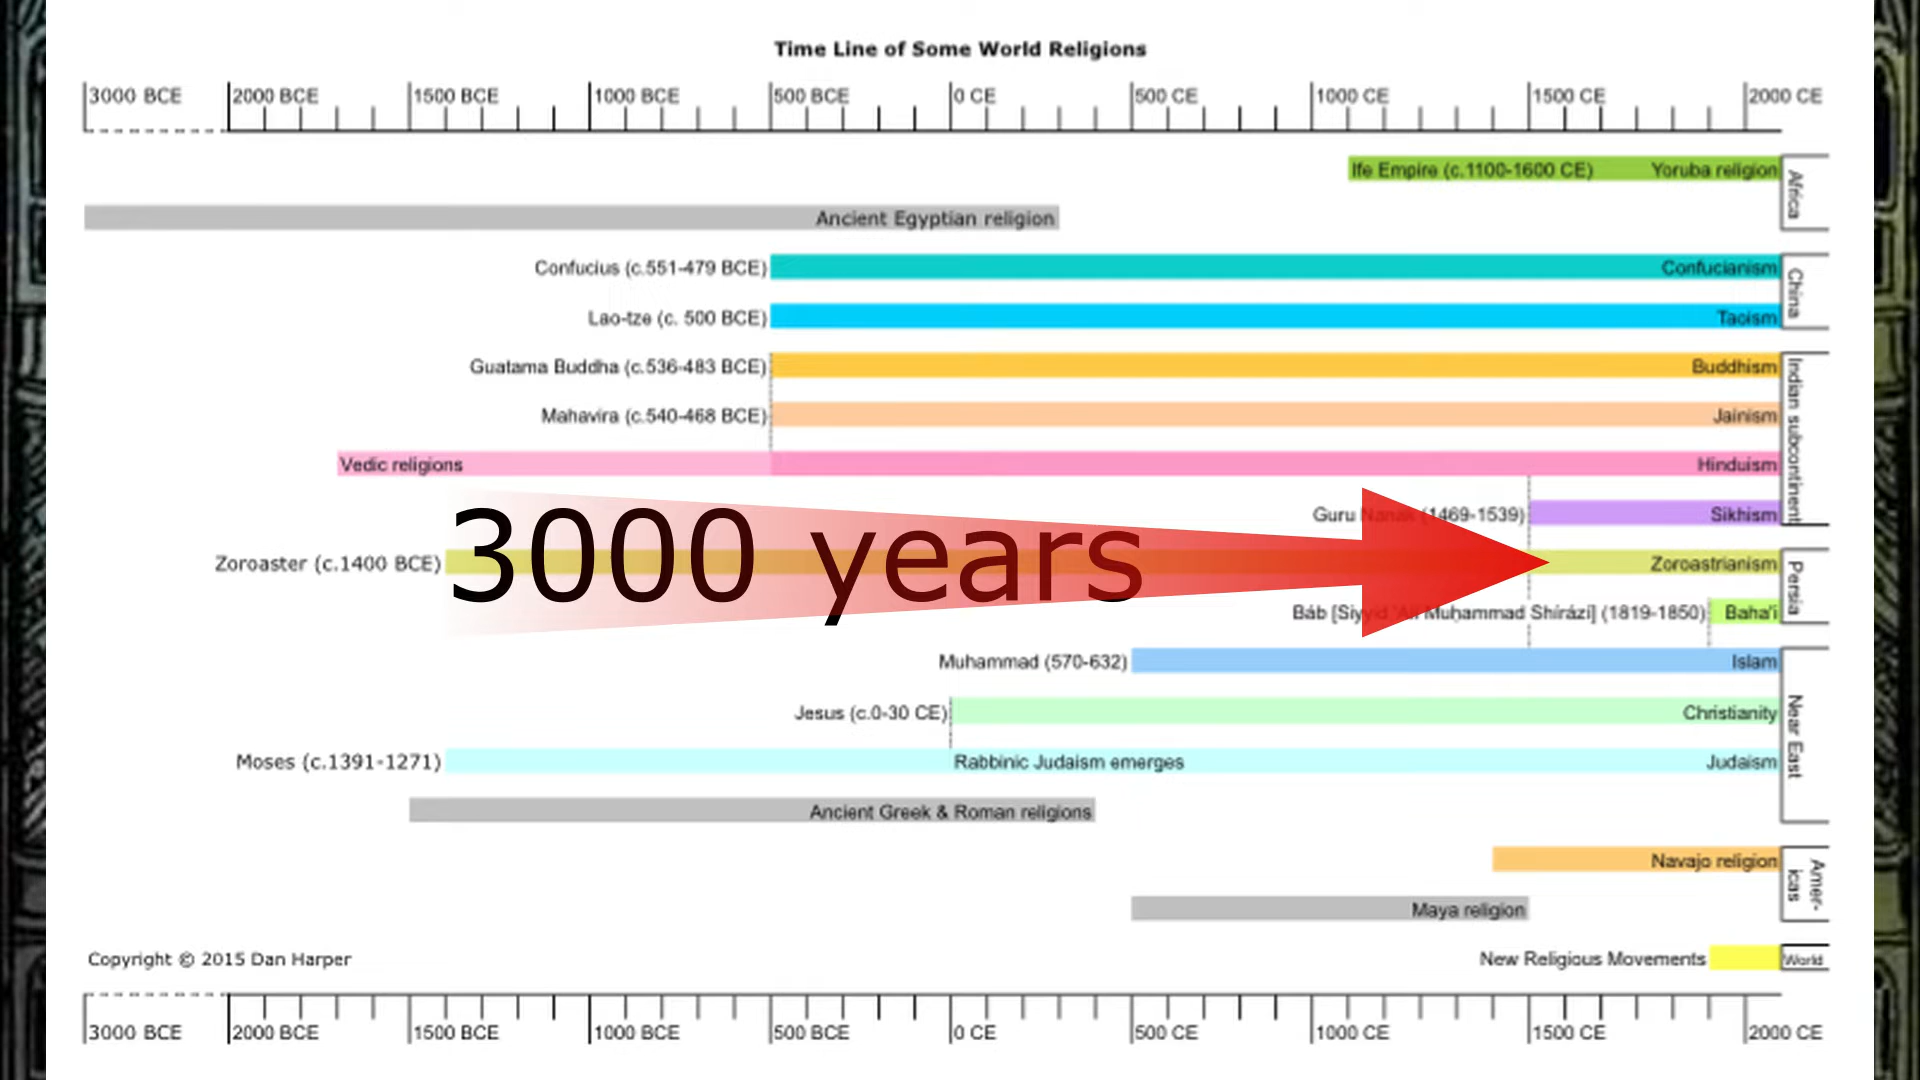 Time Line of Some World Religions
3000 BCE 2000 BCE 1500 BCE 1000 BCE 500 BCE 0 CE 500 CE 1000 CE 1500 CE 2000 CE
Ife Empire (c.1100-1600 CE) Yoruba religion
Africa
Ancient Egyptian religion
Confucius (c.551-479 BCE) Confucianism
China
Lao-tze (c. 500 BCE) Taoism
Guatama Buddha (c.536-483 BCE) Buddhism
Indian subcontinent
Mahavira (c.540-468 BCE) Jainism
Vedic religions Hinduism
Guru Nanak (1469-1539) Sikhism
3000 years
Zoroaster (c.1400 BCE) Zoroastrianism
Persia
Báb [Siyyid 'Alí Muḥammad Shírází] (1819-1850) Baha'i
Muhammad (570-632) Islam
Near East
Jesus (c.0-30 CE) Christianity
Moses (c.1391-1271) Rabbinic Judaism emerges Judaism
Ancient Greek & Roman religions
Navajo religion
Amer-
icas
Maya religion
Copyright © 2015 Dan Harper New Religious Movements World
3000 BCE 2000 BCE 1500 BCE 1000 BCE 500 BCE 0 CE 500 CE 1000 CE 1500 CE 2000 CE